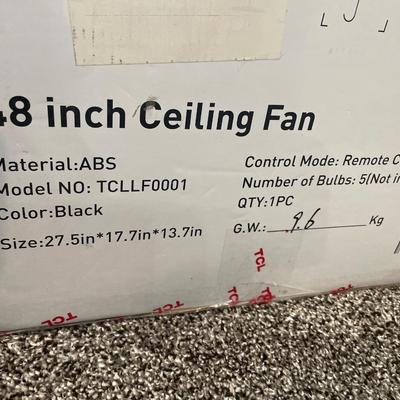 48 inch Ceiling Fan
Material:ABS
Model NO: TCLLF0001
Color:Black
Size:27.5in*17.7in*13.7in
Control Mode: Remote C
Number of Bulbs: 5(Not in
QTY:1PC
G.W.: 9.6 Kg
TCL
TCL
TCL
TCL